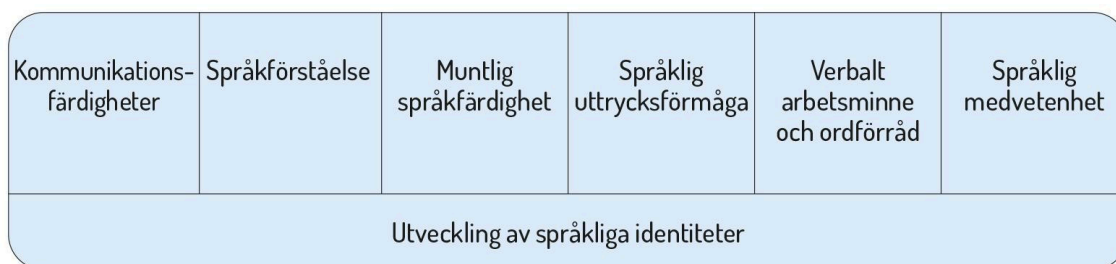 Kommunikations-
färdigheter
Språkförståelse
Muntlig
språkfärdighet
Språklig
uttrycksförmåga
Verbalt
arbetsminne
och ordförråd
Språklig
medvetenhet
Utveckling av språkliga identiteter